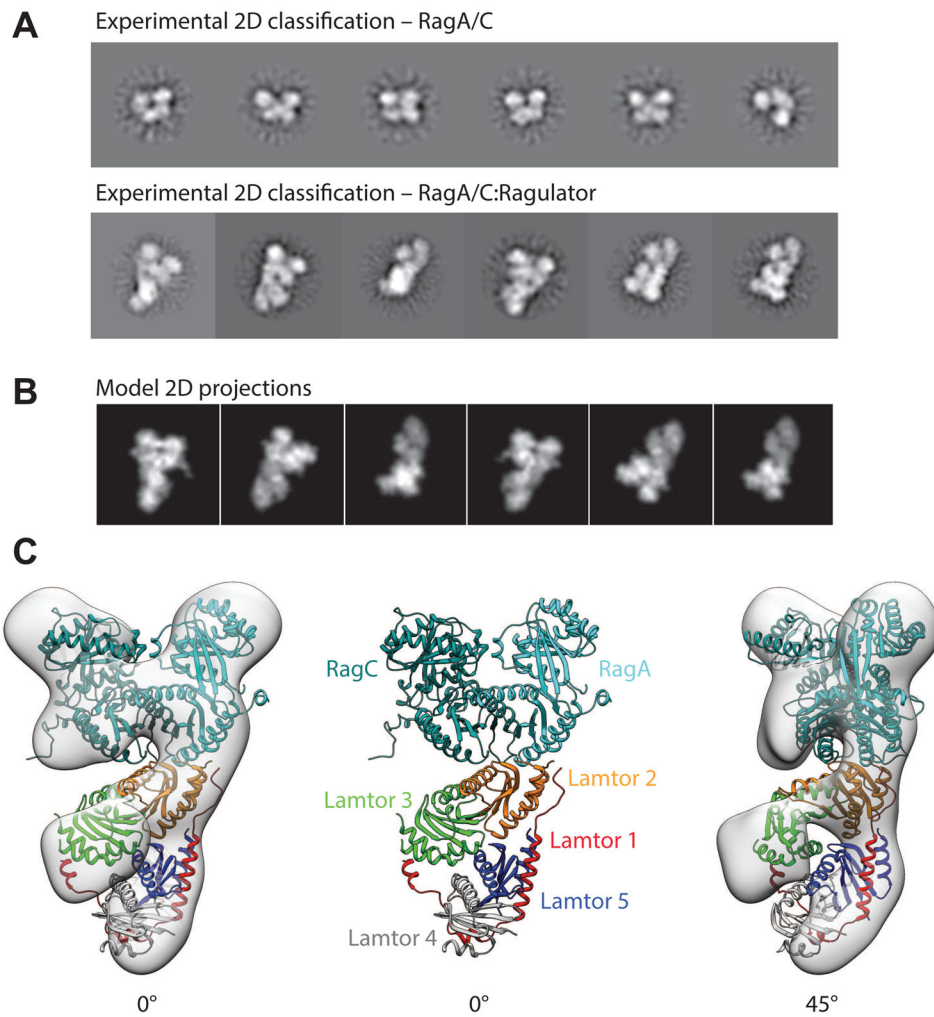 A
Experimental 2D classification – RagA/C
Experimental 2D classification – RagA/C:Ragulator
B
Model 2D projections
C
RagC
RagA
Lamtor 2
Lamtor 3
Lamtor 1
Lamtor 5
Lamtor 4
0°
0°
45°